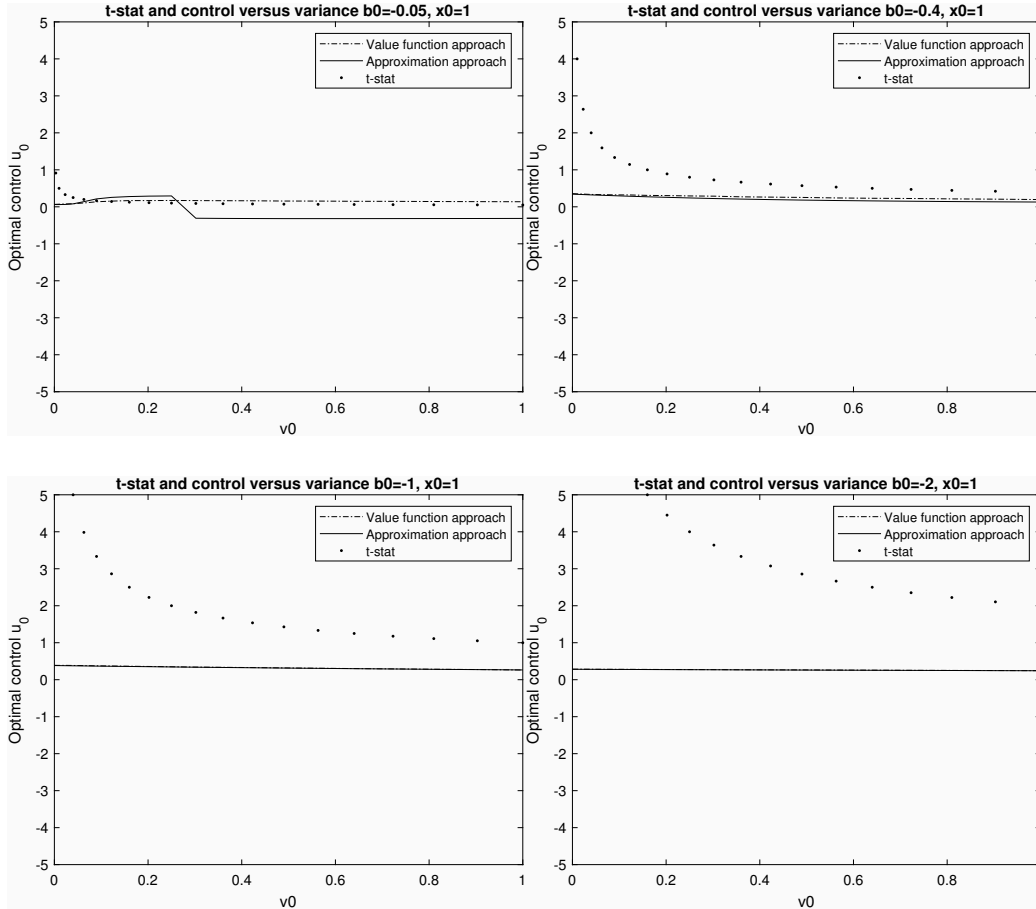 t-stat and control versus variance b0=-0.05, x0=1
Value function approach
Approximation approach
t-stat
5
4
3
2
1
0
-1
-2
-3
-4
-5
Optimal control u0
0
0.2
0.4
0.6
0.8
1
v0
t-stat and control versus variance b0=-0.4, x0=1
Value function approach
Approximation approach
t-stat
5
4
3
2
1
0
-1
-2
-3
-4
-5
Optimal control u0
0
0.2
0.4
0.6
0.8
v0
t-stat and control versus variance b0=-1, x0=1
Value function approach
Approximation approach
t-stat
5
4
3
2
1
0
-1
-2
-3
-4
-5
Optimal control u0
0
0.2
0.4
0.6
0.8
1
v0
t-stat and control versus variance b0=-2, x0=1
Value function approach
Approximation approach
t-stat
5
4
3
2
1
0
-1
-2
-3
-4
-5
Optimal control u0
0
0.2
0.4
0.6
0.8
v0